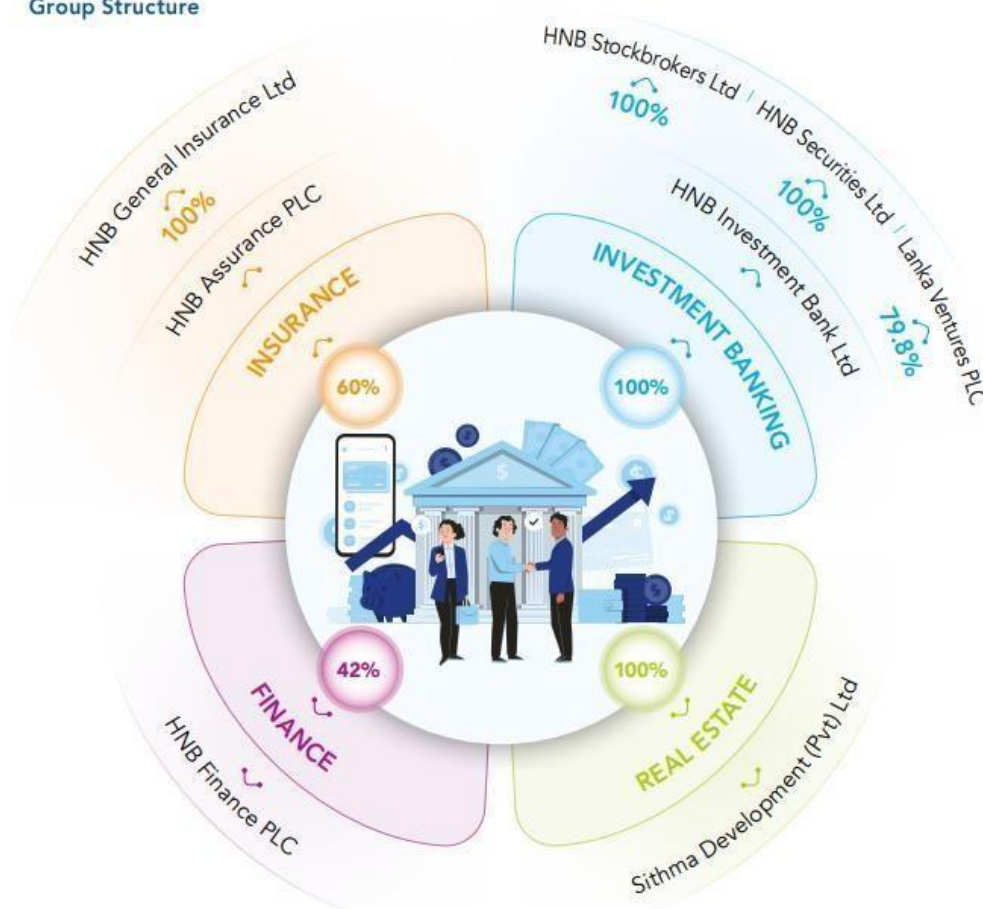 Group Structure
HNB General Insurance Ltd
100%
HNB Assurance PLC
INSURANCE
60%
HNB Stockbrokers Ltd | HNB Securities Ltd | Lanka Ventures PLC
100%
100%
79.8%
HNB Investment Bank Ltd
INVESTMENT BANKING
100%
42%
FINANCE
HNB Finance PLC
100%
REAL ESTATE
Sithma Development (Pvt) Ltd